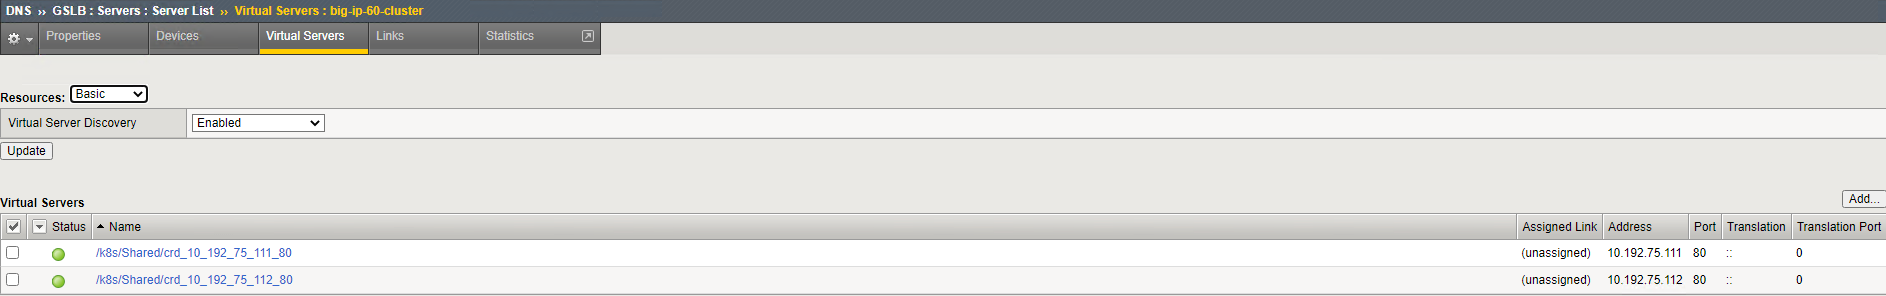 DNS ›› GSLB : Servers : Server List ›› Virtual Servers : big-ip-60-cluster
Properties Devices Virtual Servers Links Statistics
Resources: Basic
Virtual Server Discovery Enabled
Update
Virtual Servers Add...
Status Name Assigned Link Address Port Translation Translation Port
/k8s/Shared/crd_10_192_75_111_80 (unassigned) 10.192.75.111 80 :: 0
/k8s/Shared/crd_10_192_75_112_80 (unassigned) 10.192.75.112 80 :: 0